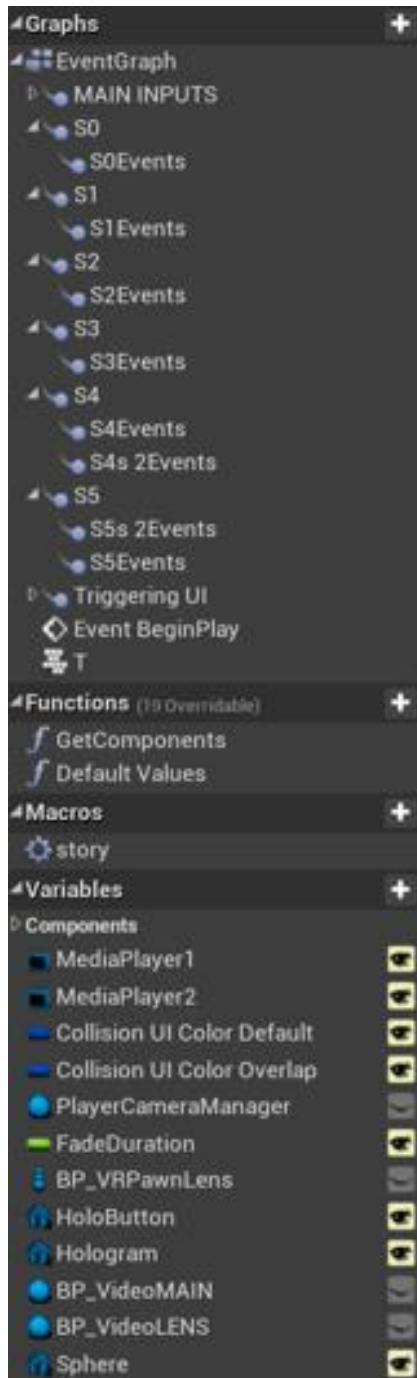 Graphs
EventGraph
MAIN INPUTS
S0
S0Events
S1
S1Events
S2
S2Events
S3
S3Events
S4
S4Events
S4s 2Events
S5
S5s 2Events
S5Events
Triggering UI
Event BeginPlay
T
Functions (19 Overridable)
GetComponents
Default Values
Macros
story
Variables
Components
MediaPlayer1
MediaPlayer2
Collision UI Color Default
Collision UI Color Overlap
PlayerCameraManager
FadeDuration
BP_VRPawnLens
HoloButton
Hologram
BP_VideoMAIN
BP_VideoLENS
Sphere